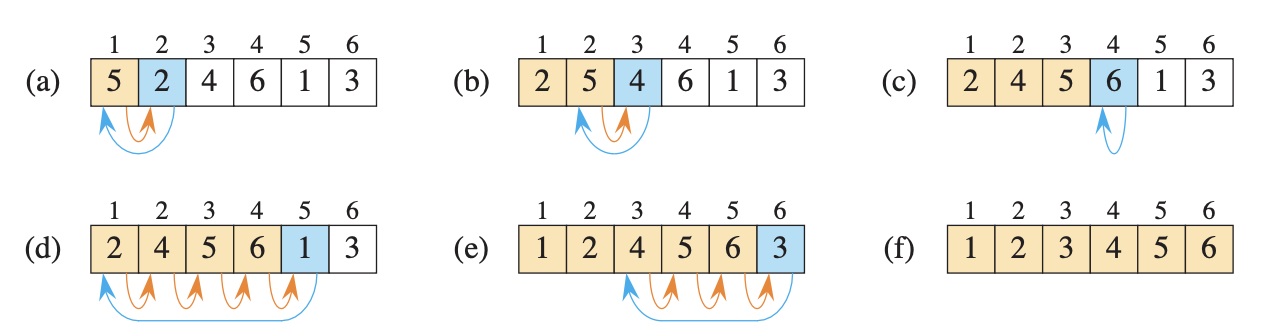 1 2 3 4 5 6
(a) 5 2 4 6 1 3
1 2 3 4 5 6
(b) 2 5 4 6 1 3
1 2 3 4 5 6
(c) 2 4 5 6 1 3
1 2 3 4 5 6
(d) 2 4 5 6 1 3
1 2 3 4 5 6
(e) 1 2 4 5 6 3
1 2 3 4 5 6
(f) 1 2 3 4 5 6